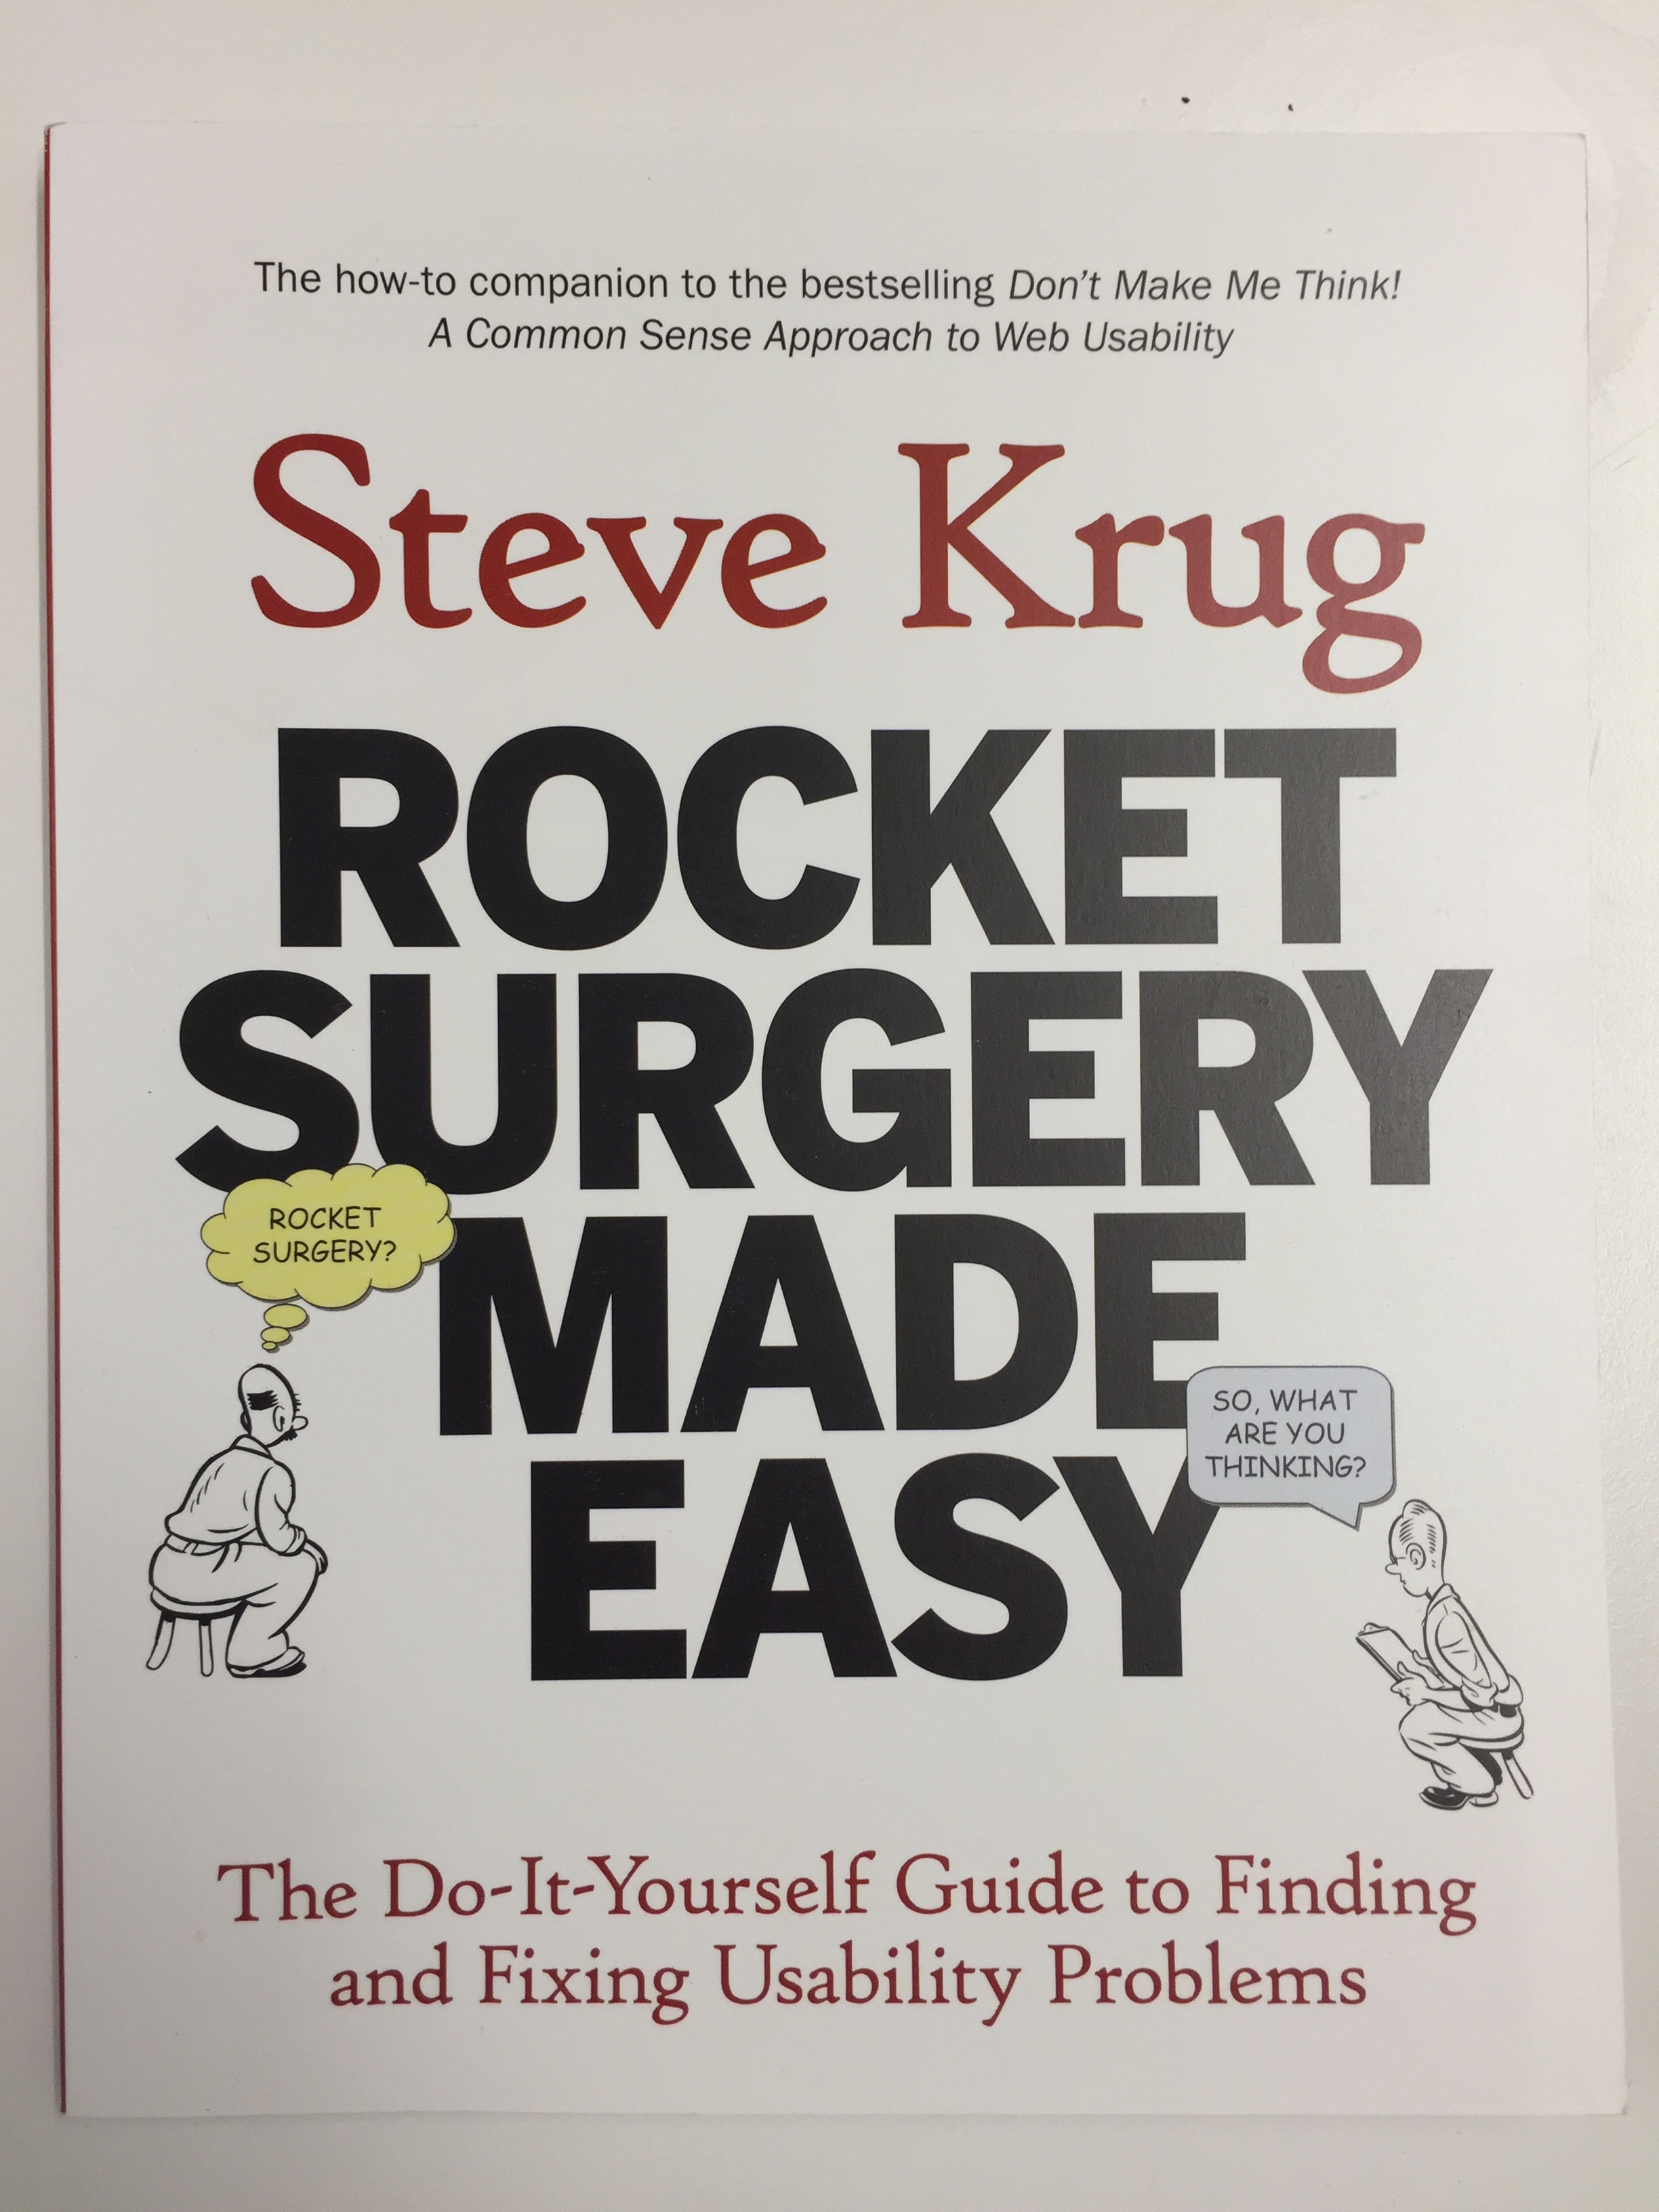 The how-to companion to the bestselling Don't Make Me Think!
A Common Sense Approach to Web Usability
Steve Krug
ROCKET
SURGERY
MADE
EASY
ROCKET
SURGERY?
SO, WHAT
ARE YOU
THINKING?
The Do-It-Yourself Guide to Finding
and Fixing Usability Problems